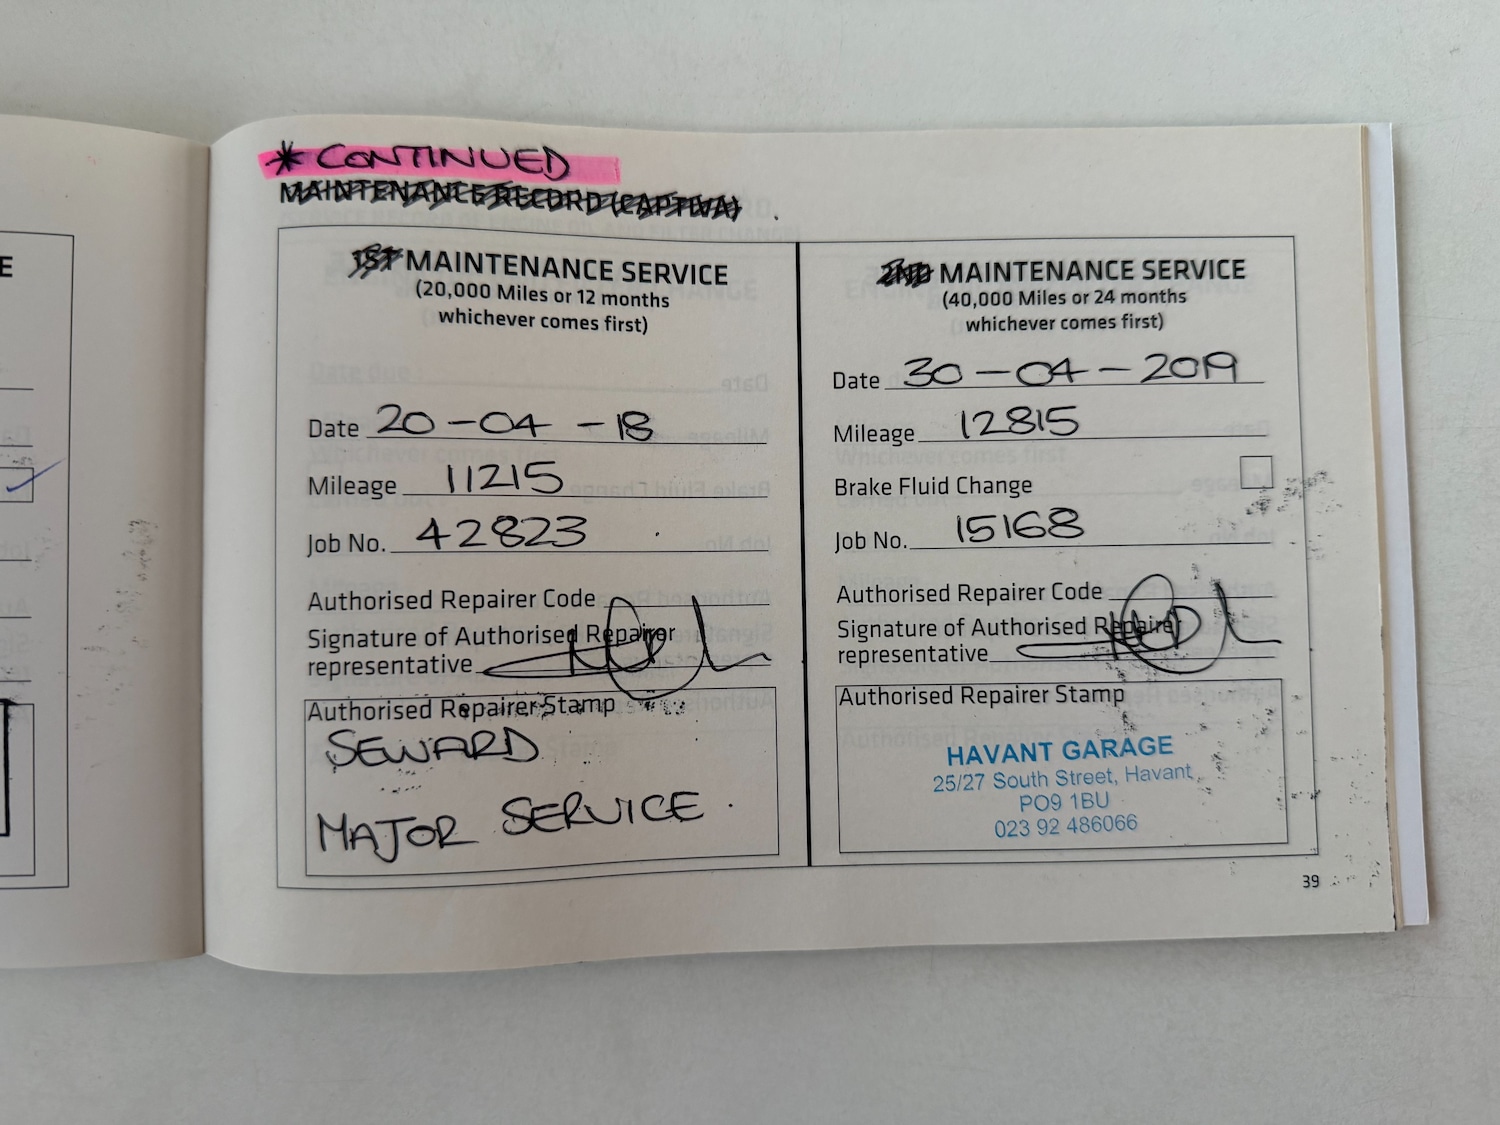 * CONTINUED
MAINTENANCE RECORD (CAPTIVA)
E
1ST MAINTENANCE SERVICE
(20,000 Miles or 12 months
whichever comes first)
Date 20-04-18
Mileage 11215
Job No. 42823
Authorised Repairer Code
Signature of Authorised Repairer
representative
Authorised Repairer Stamp
SEWARD
MAJOR SERVICE.
2ND MAINTENANCE SERVICE
(40,000 Miles or 24 months
whichever comes first)
Date 30-04-2019
Mileage 12815
Brake Fluid Change
Job No. 15168
Authorised Repairer Code
Signature of Authorised Repairer
representative
Authorised Repairer Stamp
HAVANT GARAGE
25/27 South Street, Havant
PO9 1BU
023 92 486066
39